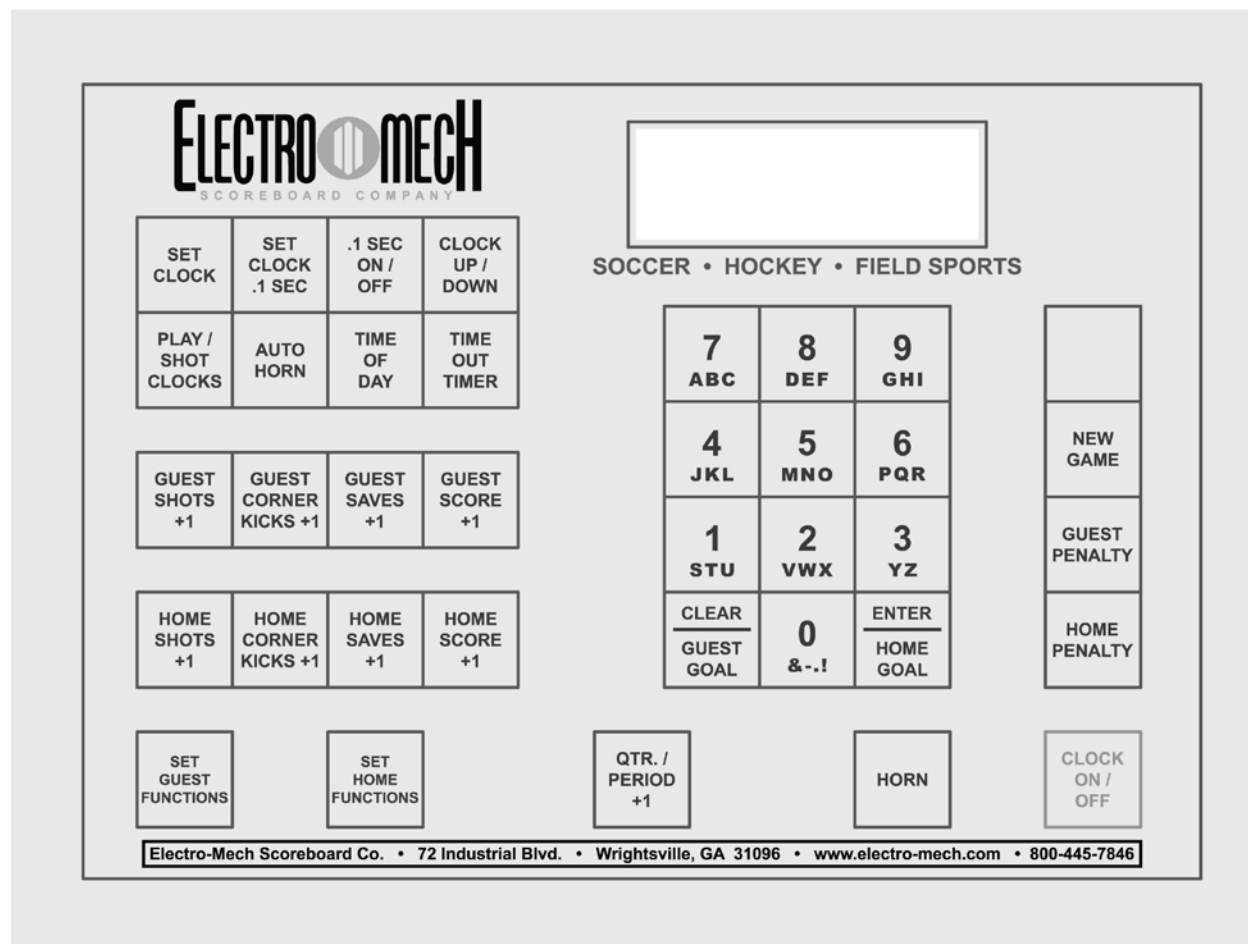 ELECTRO MECH
SCOREBOARD COMPANY
SOCCER • HOCKEY • FIELD SPORTS
SET
CLOCK
SET
CLOCK
.1 SEC
.1 SEC
ON /
OFF
CLOCK
UP /
DOWN
PLAY /
SHOT
CLOCKS
AUTO
HORN
TIME
OF
DAY
TIME
OUT
TIMER
GUEST
SHOTS
+1
GUEST
CORNER
KICKS +1
GUEST
SAVES
+1
GUEST
SCORE
+1
HOME
SHOTS
+1
HOME
CORNER
KICKS +1
HOME
SAVES
+1
HOME
SCORE
+1
7
ABC
8
DEF
9
GHI
4
JKL
5
MNO
6
PQR
1
STU
2
VWX
3
YZ
CLEAR
GUEST
GOAL
0
&-.!
ENTER
HOME
GOAL
NEW
GAME
GUEST
PENALTY
HOME
PENALTY
SET
GUEST
FUNCTIONS
SET
HOME
FUNCTIONS
QTR. /
PERIOD
+1
HORN
CLOCK
ON /
OFF
Electro-Mech Scoreboard Co. • 72 Industrial Blvd. • Wrightsville, GA 31096 • www.electro-mech.com • 800-445-7846